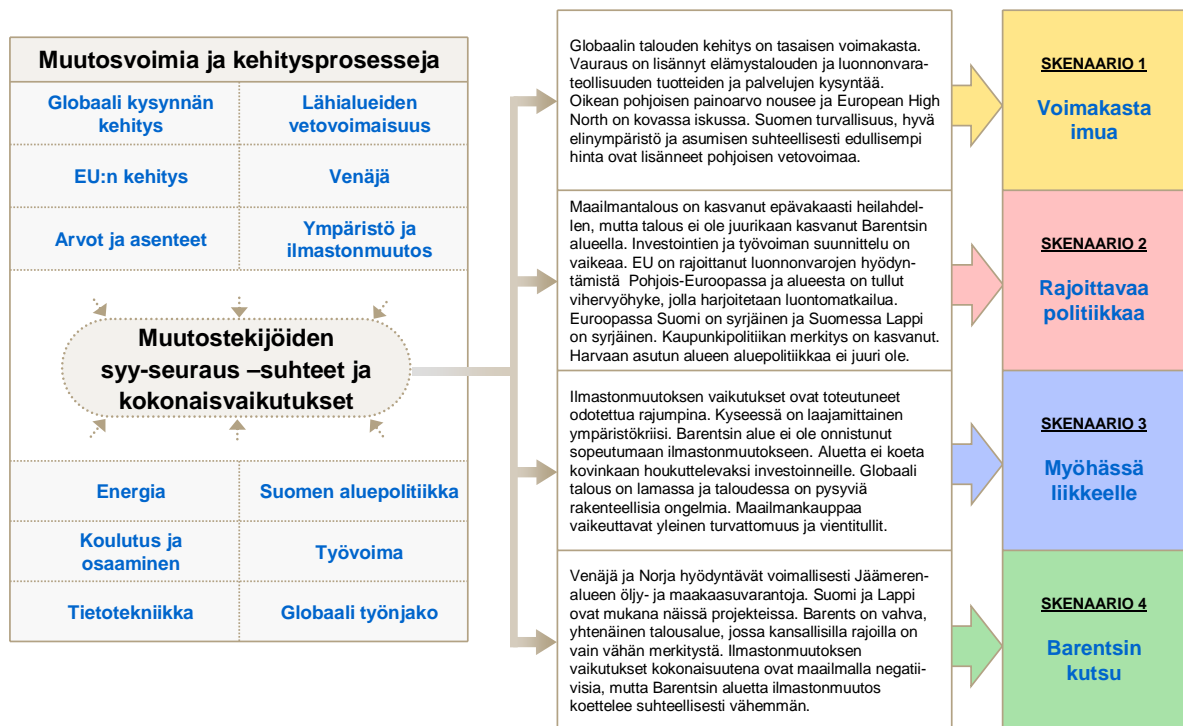 Muutosvoimia ja kehitysprosesseja
Globaali kysynnän
kehitys
Lähialueiden
vetovoimaisuus
EU:n kehitys
Venäjä
Arvot ja asenteet
Ympäristö ja
ilmastonmuutos
Muutostekijöiden
syy-seuraus –suhteet ja
kokonaisvaikutukset
Energia
Suomen aluepolitiikka
Koulutus ja
osaaminen
Työvoima
Tietotekniikka
Globaali työnjako
Globaalin talouden kehitys on tasaisen voimakasta.
Vauraus on lisännyt elämystalouden ja luonnonvara-
teollisuuden tuotteiden ja palvelujen kysyntää.
Oikean pohjoisen painoarvo nousee ja European High
North on kovassa iskussa. Suomen turvallisuus, hyvä
elinympäristö ja asumisen suhteellisesti edullisempi
hinta ovat lisänneet pohjoisen vetovoimaa.
SKENAARIO 1
Voimakasta
imua
Maailmantalous on kasvanut epävakaasti heilahdel-
len, mutta talous ei ole juurikaan kasvanut Barentsin
alueella. Investointien ja työvoiman suunnittelu on
vaikeaa. EU on rajoittanut luonnonvarojen hyödyn-
tämistä Pohjois-Euroopassa ja alueesta on tullut
vihervyöhyke, jolla harjoitetaan luontomatkailua.
Euroopassa Suomi on syrjäinen ja Suomessa Lappi
on syrjäinen. Kaupunkipolitiikan merkitys on kasvanut.
Harvaan asutun alueen aluepolitiikkaa ei juuri ole.
SKENAARIO 2
Rajoittavaa
politiikkaa
Ilmastonmuutoksen vaikutukset ovat toteutuneet
odotettua rajumpina. Kyseessä on laajamittainen
ympäristökriisi. Barentsin alue ei ole onnistunut
sopeutumaan ilmastonmuutokseen. Aluetta ei koeta
kovinkaan houkuttelevaksi investoinneille. Globaali
talous on lamassa ja taloudessa on pysyviä
rakenteellisia ongelmia. Maailmankauppaa
vaikeuttavat yleinen turvattomuus ja vientitullit.
SKENAARIO 3
Myöhässä
liikkeelle
Venäjä ja Norja hyödyntävät voimallisesti Jäämeren-
alueen öljy- ja maakaasuvarantoja. Suomi ja Lappi
ovat mukana näissä projekteissa. Barents on vahva,
yhtenäinen talousalue, jossa kansallisilla rajoilla on
vain vähän merkitystä. Ilmastonmuutoksen
vaikutukset kokonaisuutena ovat maailmalla negatii-
visia, mutta Barentsin aluetta ilmastonmuutos
koettelee suhteellisesti vähemmän.
SKENAARIO 4
Barentsin
kutsu